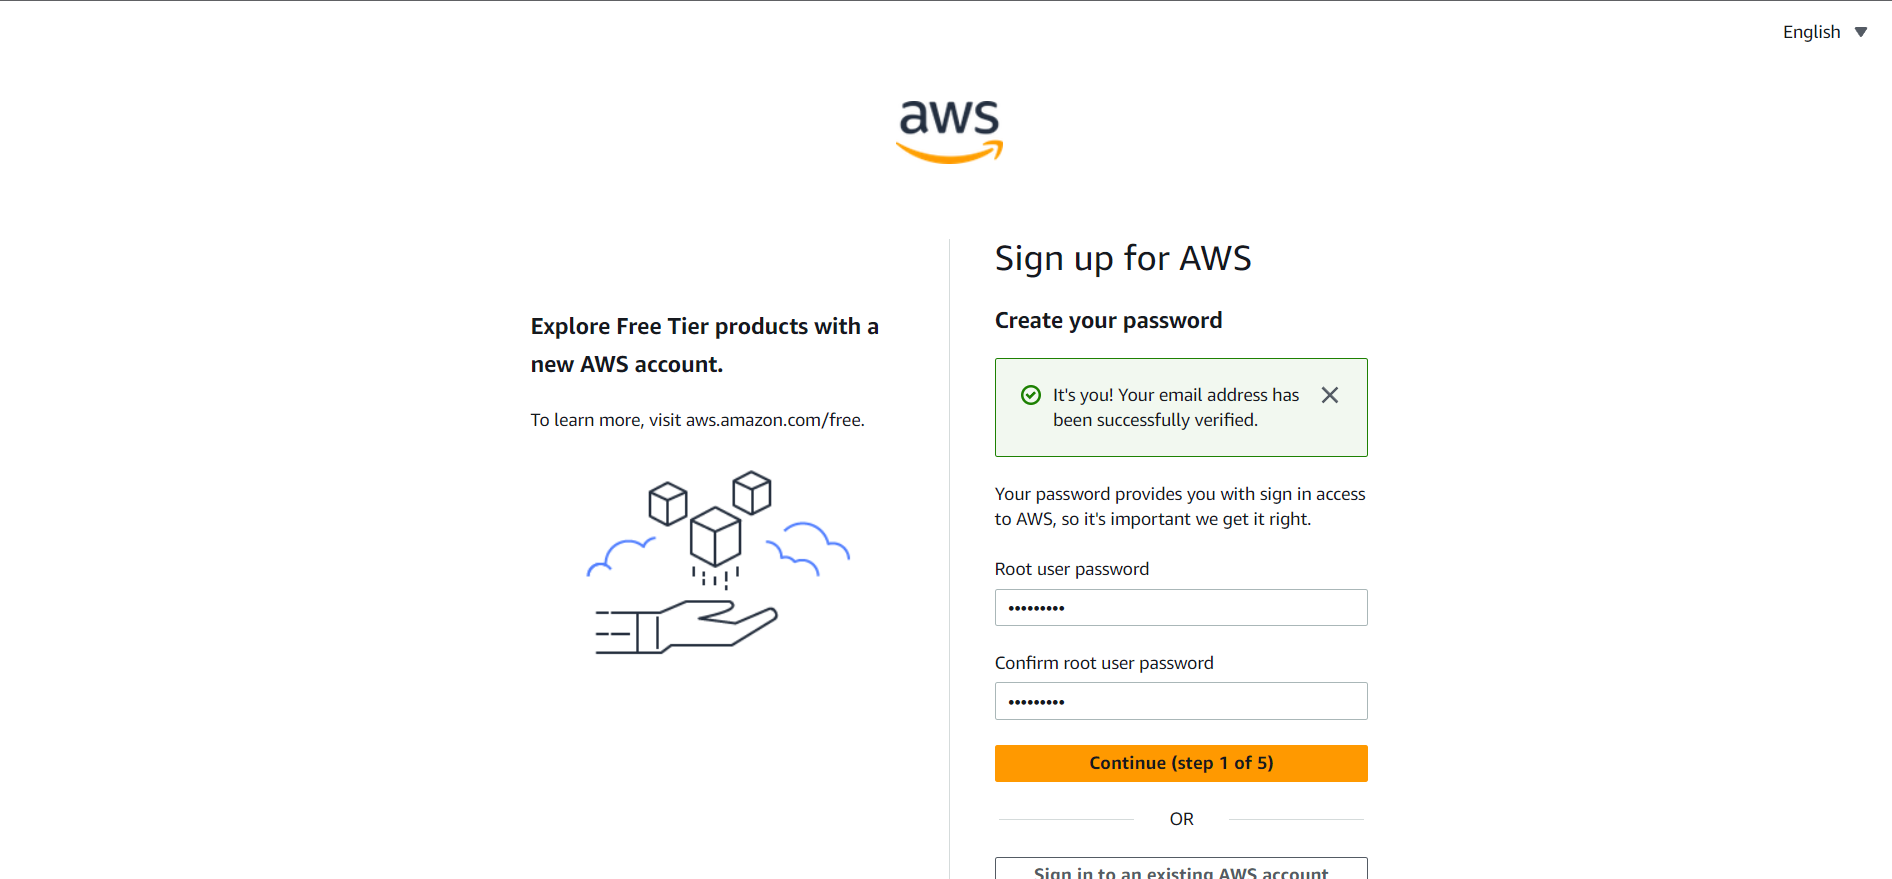 English
aws
Sign up for AWS
Explore Free Tier products with a
new AWS account.
To learn more, visit aws.amazon.com/free.
Create your password
It's you! Your email address has
been successfully verified.
Your password provides you with sign in access
to AWS, so it's important we get it right.
Root user password
•••••••••
Confirm root user password
•••••••••
Continue (step 1 of 5)
OR
Sign in to an existing AWS account